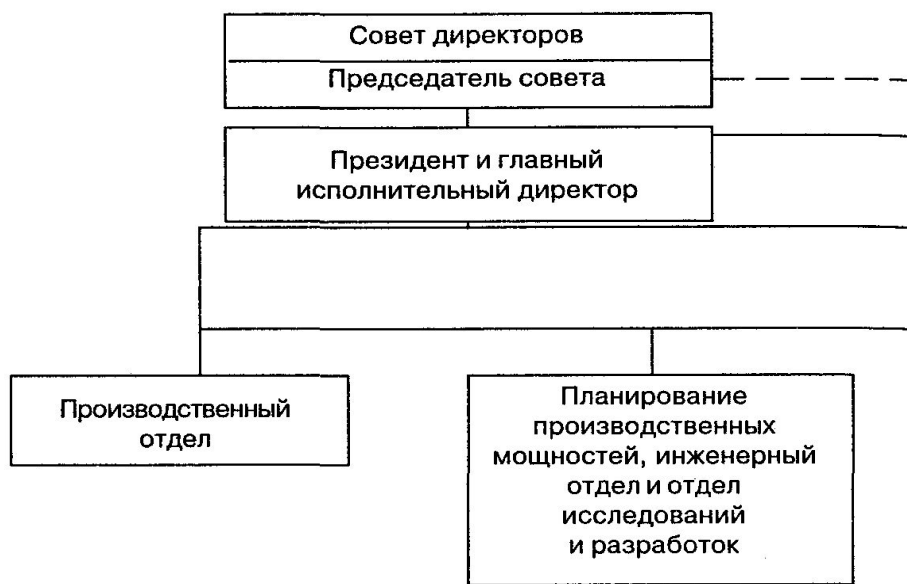 Совет директоров
Председатель совета
Президент и главный
исполнительный директор
Производственный
отдел
Планирование
производственных
мощностей, инженерный
отдел и отдел
исследований
и разработок